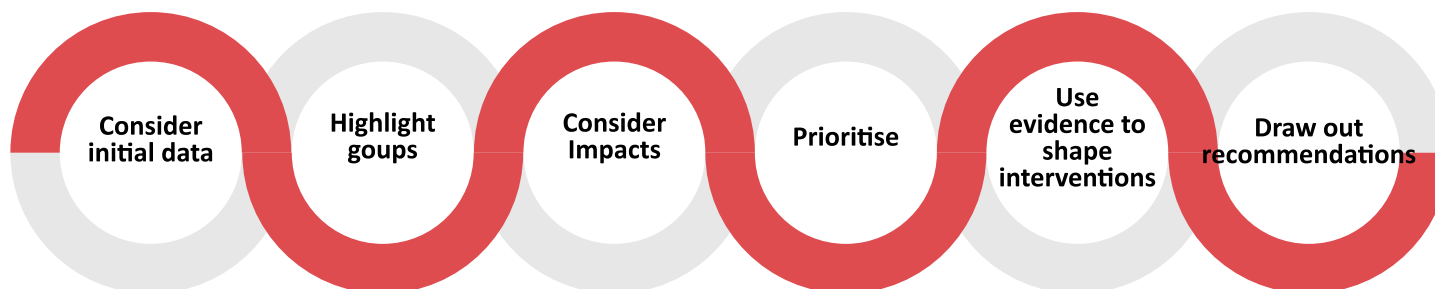 Consider
initial data
Highlight
goups
Consider
Impacts
Prioritise
Use
evidence to
shape
interventions
Draw out
recommendations